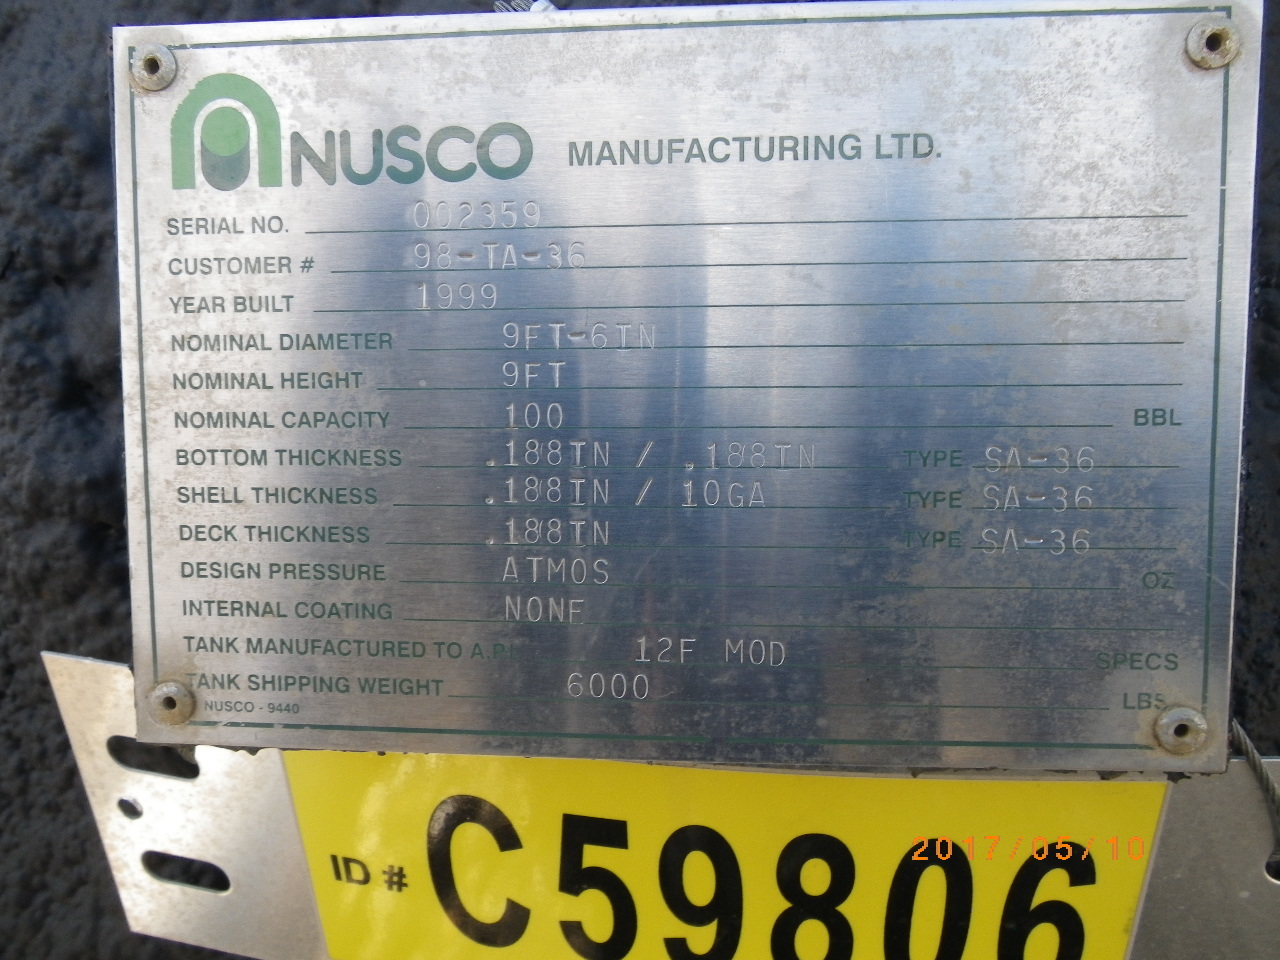 NUSCO MANUFACTURING LTD.
SERIAL NO. 002359
CUSTOMER # 98-TA-36
YEAR BUILT 1999
NOMINAL DIAMETER 9FT-6IN
NOMINAL HEIGHT 9FT
NOMINAL CAPACITY 100 BBL
BOTTOM THICKNESS .188IN / .188IN TYPE SA-36
SHELL THICKNESS .188IN / 10GA TYPE SA-36
DECK THICKNESS .188IN TYPE SA-36
DESIGN PRESSURE ATMOS OZ
INTERNAL COATING NONE
TANK MANUFACTURED TO A.P.I. 12F MOD SPECS
TANK SHIPPING WEIGHT 6000 LBS.
NUSCO - 9440
ID # C59806
2017/05/10